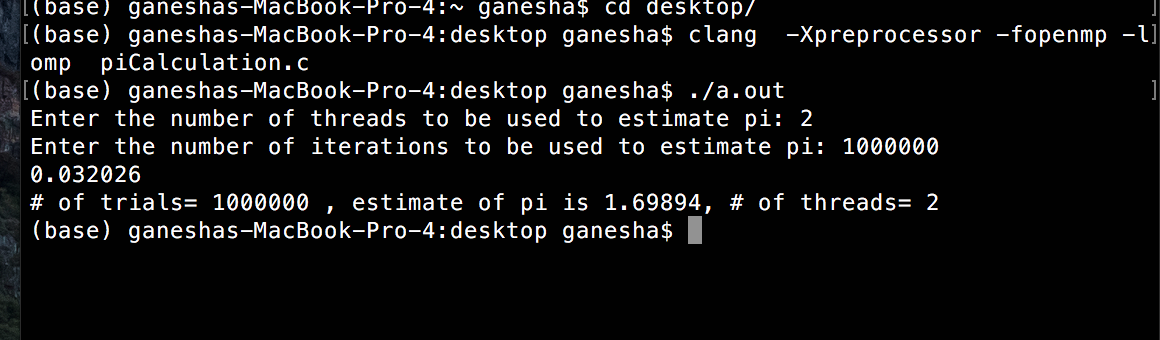 [(base) ganeshas-MacBook-Pro-4:~ ganesha$ cd desktop/ ]
[(base) ganeshas-MacBook-Pro-4:desktop ganesha$ clang  -Xpreprocessor -fopenmp -l]
omp  piCalculation.c
[(base) ganeshas-MacBook-Pro-4:desktop ganesha$ ./a.out ]
Enter the number of threads to be used to estimate pi: 2
Enter the number of iterations to be used to estimate pi: 1000000
0.032026
# of trials= 1000000 , estimate of pi is 1.69894, # of threads= 2
(base) ganeshas-MacBook-Pro-4:desktop ganesha$